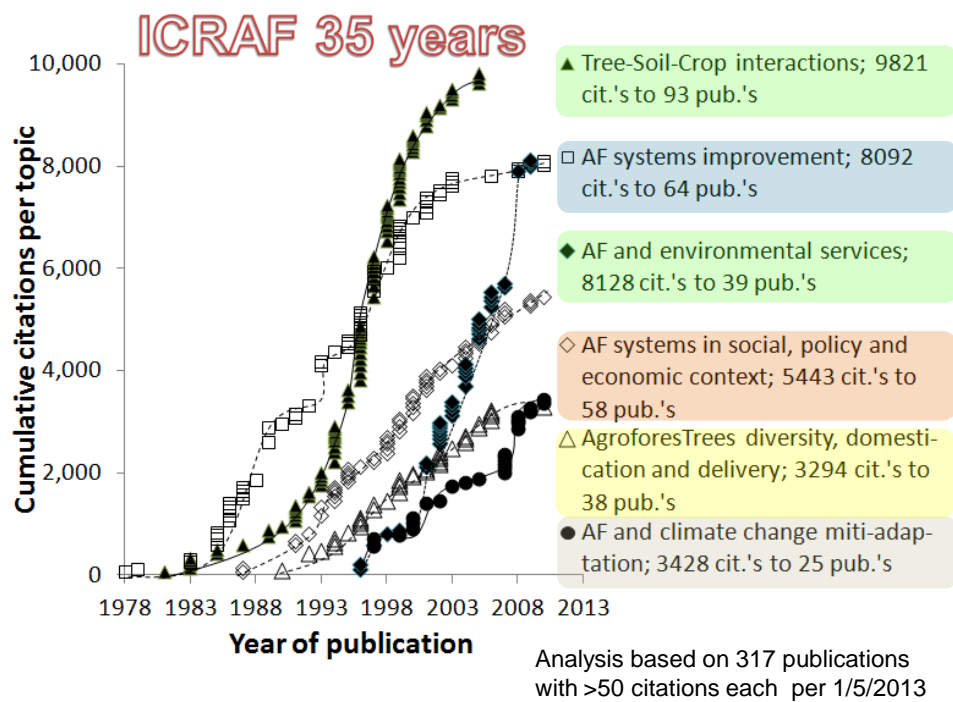 ICRAF 35 years
10,000
8,000
6,000
4,000
2,000
0
Cumulative citations per topic
1978 1983 1988 1993 1998 2003 2008 2013
Year of publication
Tree-Soil-Crop interactions; 9821
cit.'s to 93 pub.'s
AF systems improvement; 8092
cit.'s to 64 pub.'s
AF and environmental services;
8128 cit.'s to 39 pub.'s
AF systems in social, policy and
economic context; 5443 cit.'s to
58 pub.'s
AgroforesTrees diversity, domesti-
cation and delivery; 3294 cit.'s to
38 pub.'s
AF and climate change miti-adap-
tation; 3428 cit.'s to 25 pub.'s
Analysis based on 317 publications
with >50 citations each per 1/5/2013